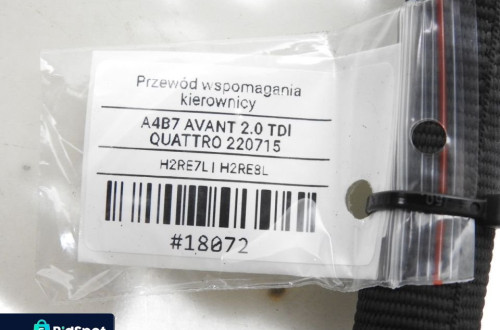 Przewód wspomagania
kierownicy
A4B7 AVANT 2.0 TDI
QUATTRO 220715
H2RE7L | H2RE8L
#18072